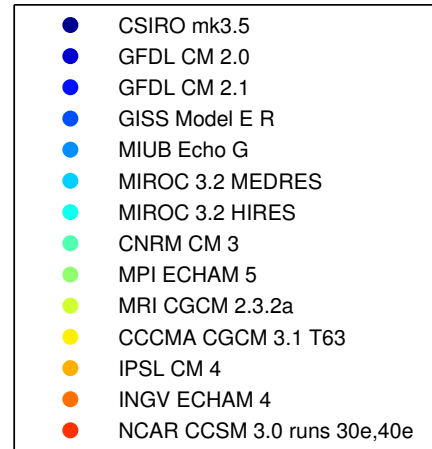 CSIRO mk3.5
GFDL CM 2.0
GFDL CM 2.1
GISS Model E R
MIUB Echo G
MIROC 3.2 MEDRES
MIROC 3.2 HIRES
CNRM CM 3
MPI ECHAM 5
MRI CGCM 2.3.2a
CCCMA CGCM 3.1 T63
IPSL CM 4
INGV ECHAM 4
NCAR CCSM 3.0 runs 30e,40e